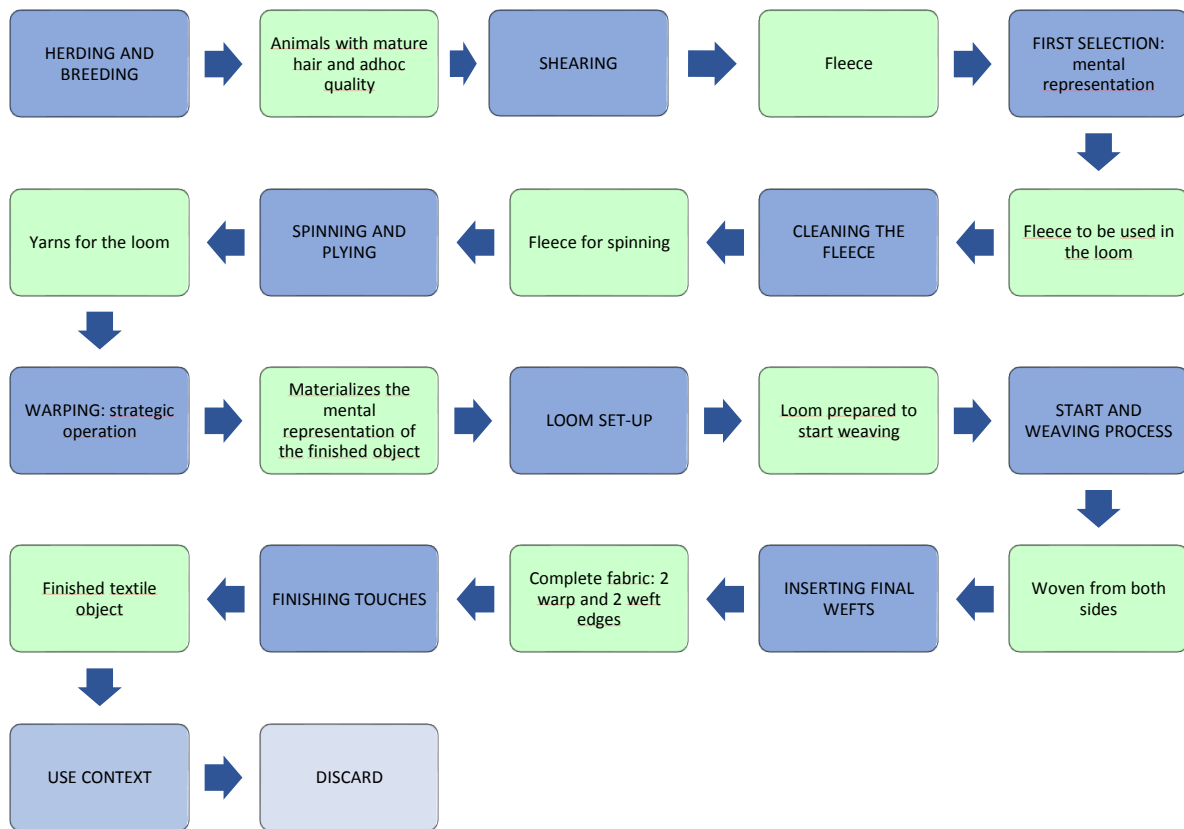 HERDING AND
BREEDING
Animals with mature
hair and adhoc
quality
SHEARING
Fleece
FIRST SELECTION:
mental
representation
Fleece to be used in
the loom
CLEANING THE
FLEECE
Fleece for spinning
SPINNING AND
PLYING
Yarns for the loom
WARPING: strategic
operation
Materializes the
mental
representation of
the finished object
LOOM SET-UP
Loom prepared to
start weaving
START AND
WEAVING PROCESS
Woven from both
sides
INSERTING FINAL
WEFTS
Complete fabric: 2
warp and 2 weft
edges
FINISHING TOUCHES
Finished textile
object
USE CONTEXT
DISCARD